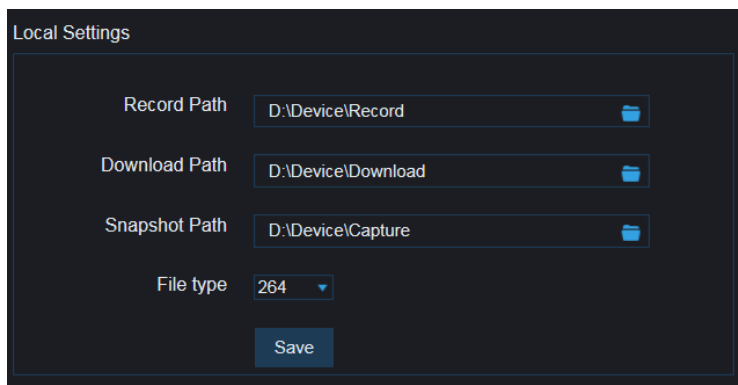 Local Settings
Record Path D:\Device\Record
Download Path D:\Device\Download
Snapshot Path D:\Device\Capture
File type 264
Save